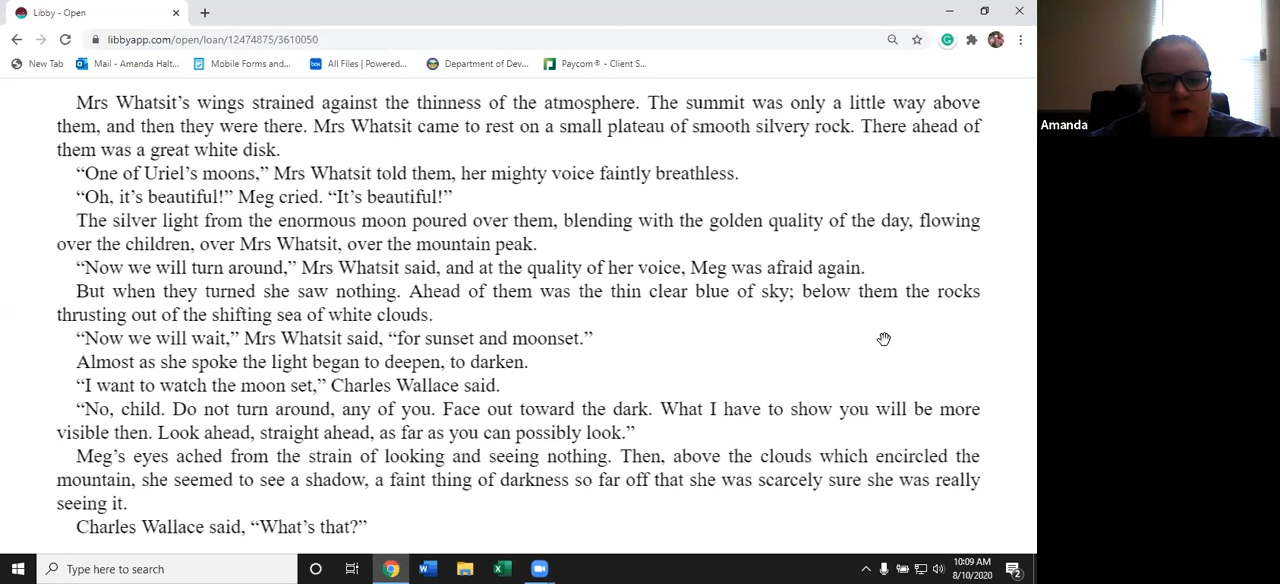 Libby - Open
libbyapp.com/open/loan/12474875/3610050
New Tab
Mail - Amanda Halt...
Mobile Forms and...
box
All Files | Powered...
Department of Dev...
Paycom® - Client S...
Mrs Whatsit’s wings strained against the thinness of the atmosphere. The summit was only a little way above
them, and then they were there. Mrs Whatsit came to rest on a small plateau of smooth silvery rock. There ahead of
them was a great white disk.
“One of Uriel’s moons,” Mrs Whatsit told them, her mighty voice faintly breathless.
“Oh, it’s beautiful!” Meg cried. “It’s beautiful!”
The silver light from the enormous moon poured over them, blending with the golden quality of the day, flowing
over the children, over Mrs Whatsit, over the mountain peak.
“Now we will turn around,” Mrs Whatsit said, and at the quality of her voice, Meg was afraid again.
But when they turned she saw nothing. Ahead of them was the thin clear blue of sky; below them the rocks
thrusting out of the shifting sea of white clouds.
“Now we will wait,” Mrs Whatsit said, “for sunset and moonset.”
Almost as she spoke the light began to deepen, to darken.
“I want to watch the moon set,” Charles Wallace said.
“No, child. Do not turn around, any of you. Face out toward the dark. What I have to show you will be more
visible then. Look ahead, straight ahead, as far as you can possibly look.”
Meg’s eyes ached from the strain of looking and seeing nothing. Then, above the clouds which encircled the
mountain, she seemed to see a shadow, a faint thing of darkness so far off that she was scarcely sure she was really
seeing it.
Charles Wallace said, “What’s that?”
Amanda
Type here to search
10:09 AM
8/10/2020
2